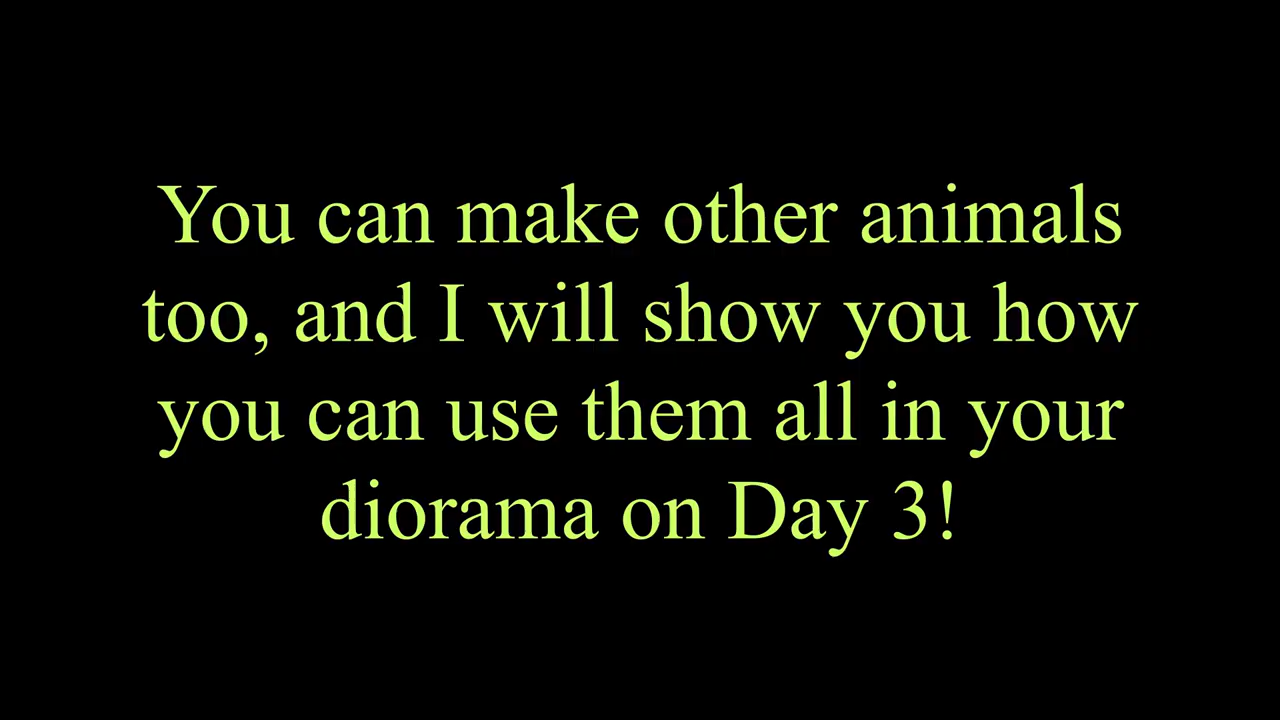 You can make other animals
too, and I will show you how
you can use them all in your
diorama on Day 3!